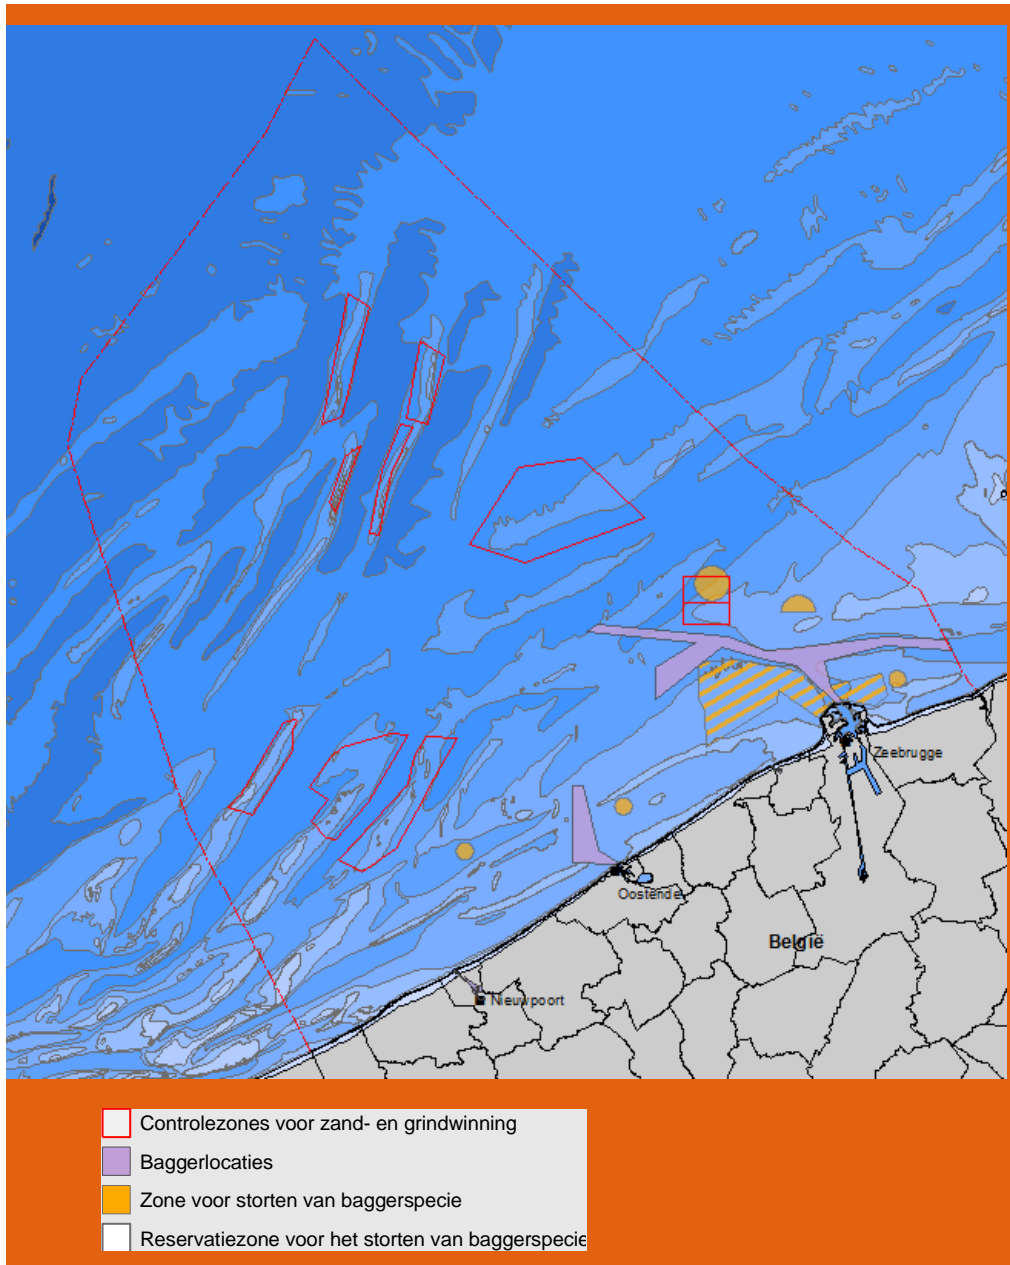 Zeebrugge
Oostende
België
Nieuwpoort
Controlezones voor zand- en grindwinning
Baggerlocaties
Zone voor storten van baggerspecie
Reservatiezone voor het storten van baggerspecie